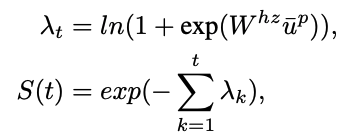 λ_t = ln(1 + exp(W^{hz} ū^p)),
S(t) = exp(− ∑_{k=1}^{t} λ_k),